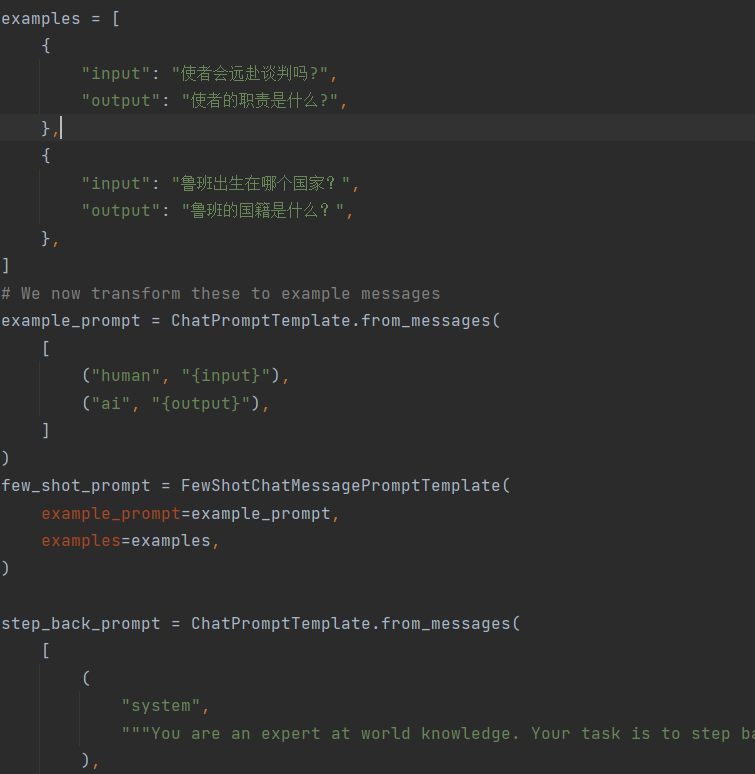 examples = [
    {
        "input": "使者会远赴谈判吗?",
        "output": "使者的职责是什么?",
    },
    {
        "input": "鲁班出生在哪个国家？",
        "output": "鲁班的国籍是什么？",
    },
]
# We now transform these to example messages
example_prompt = ChatPromptTemplate.from_messages(
    [
        ("human", "{input}"),
        ("ai", "{output}"),
    ]
)
few_shot_prompt = FewShotChatMessagePromptTemplate(
    example_prompt=example_prompt,
    examples=examples,
)
step_back_prompt = ChatPromptTemplate.from_messages(
    [
        (
            "system",
            """You are an expert at world knowledge. Your task is to step
        ),